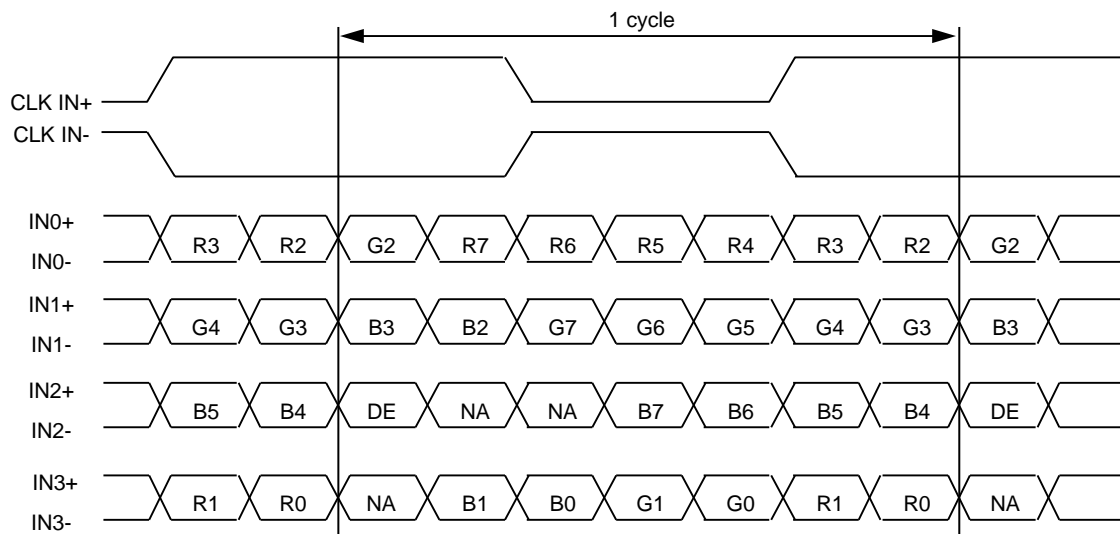 1 cycle
CLK IN+
CLK IN-
IN0+
R3 R2 G2 R7 R6 R5 R4 R3 R2 G2
IN0-
IN1+
G4 G3 B3 B2 G7 G6 G5 G4 G3 B3
IN1-
IN2+
B5 B4 DE NA NA B7 B6 B5 B4 DE
IN2-
IN3+
R1 R0 NA B1 B0 G1 G0 R1 R0 NA
IN3-